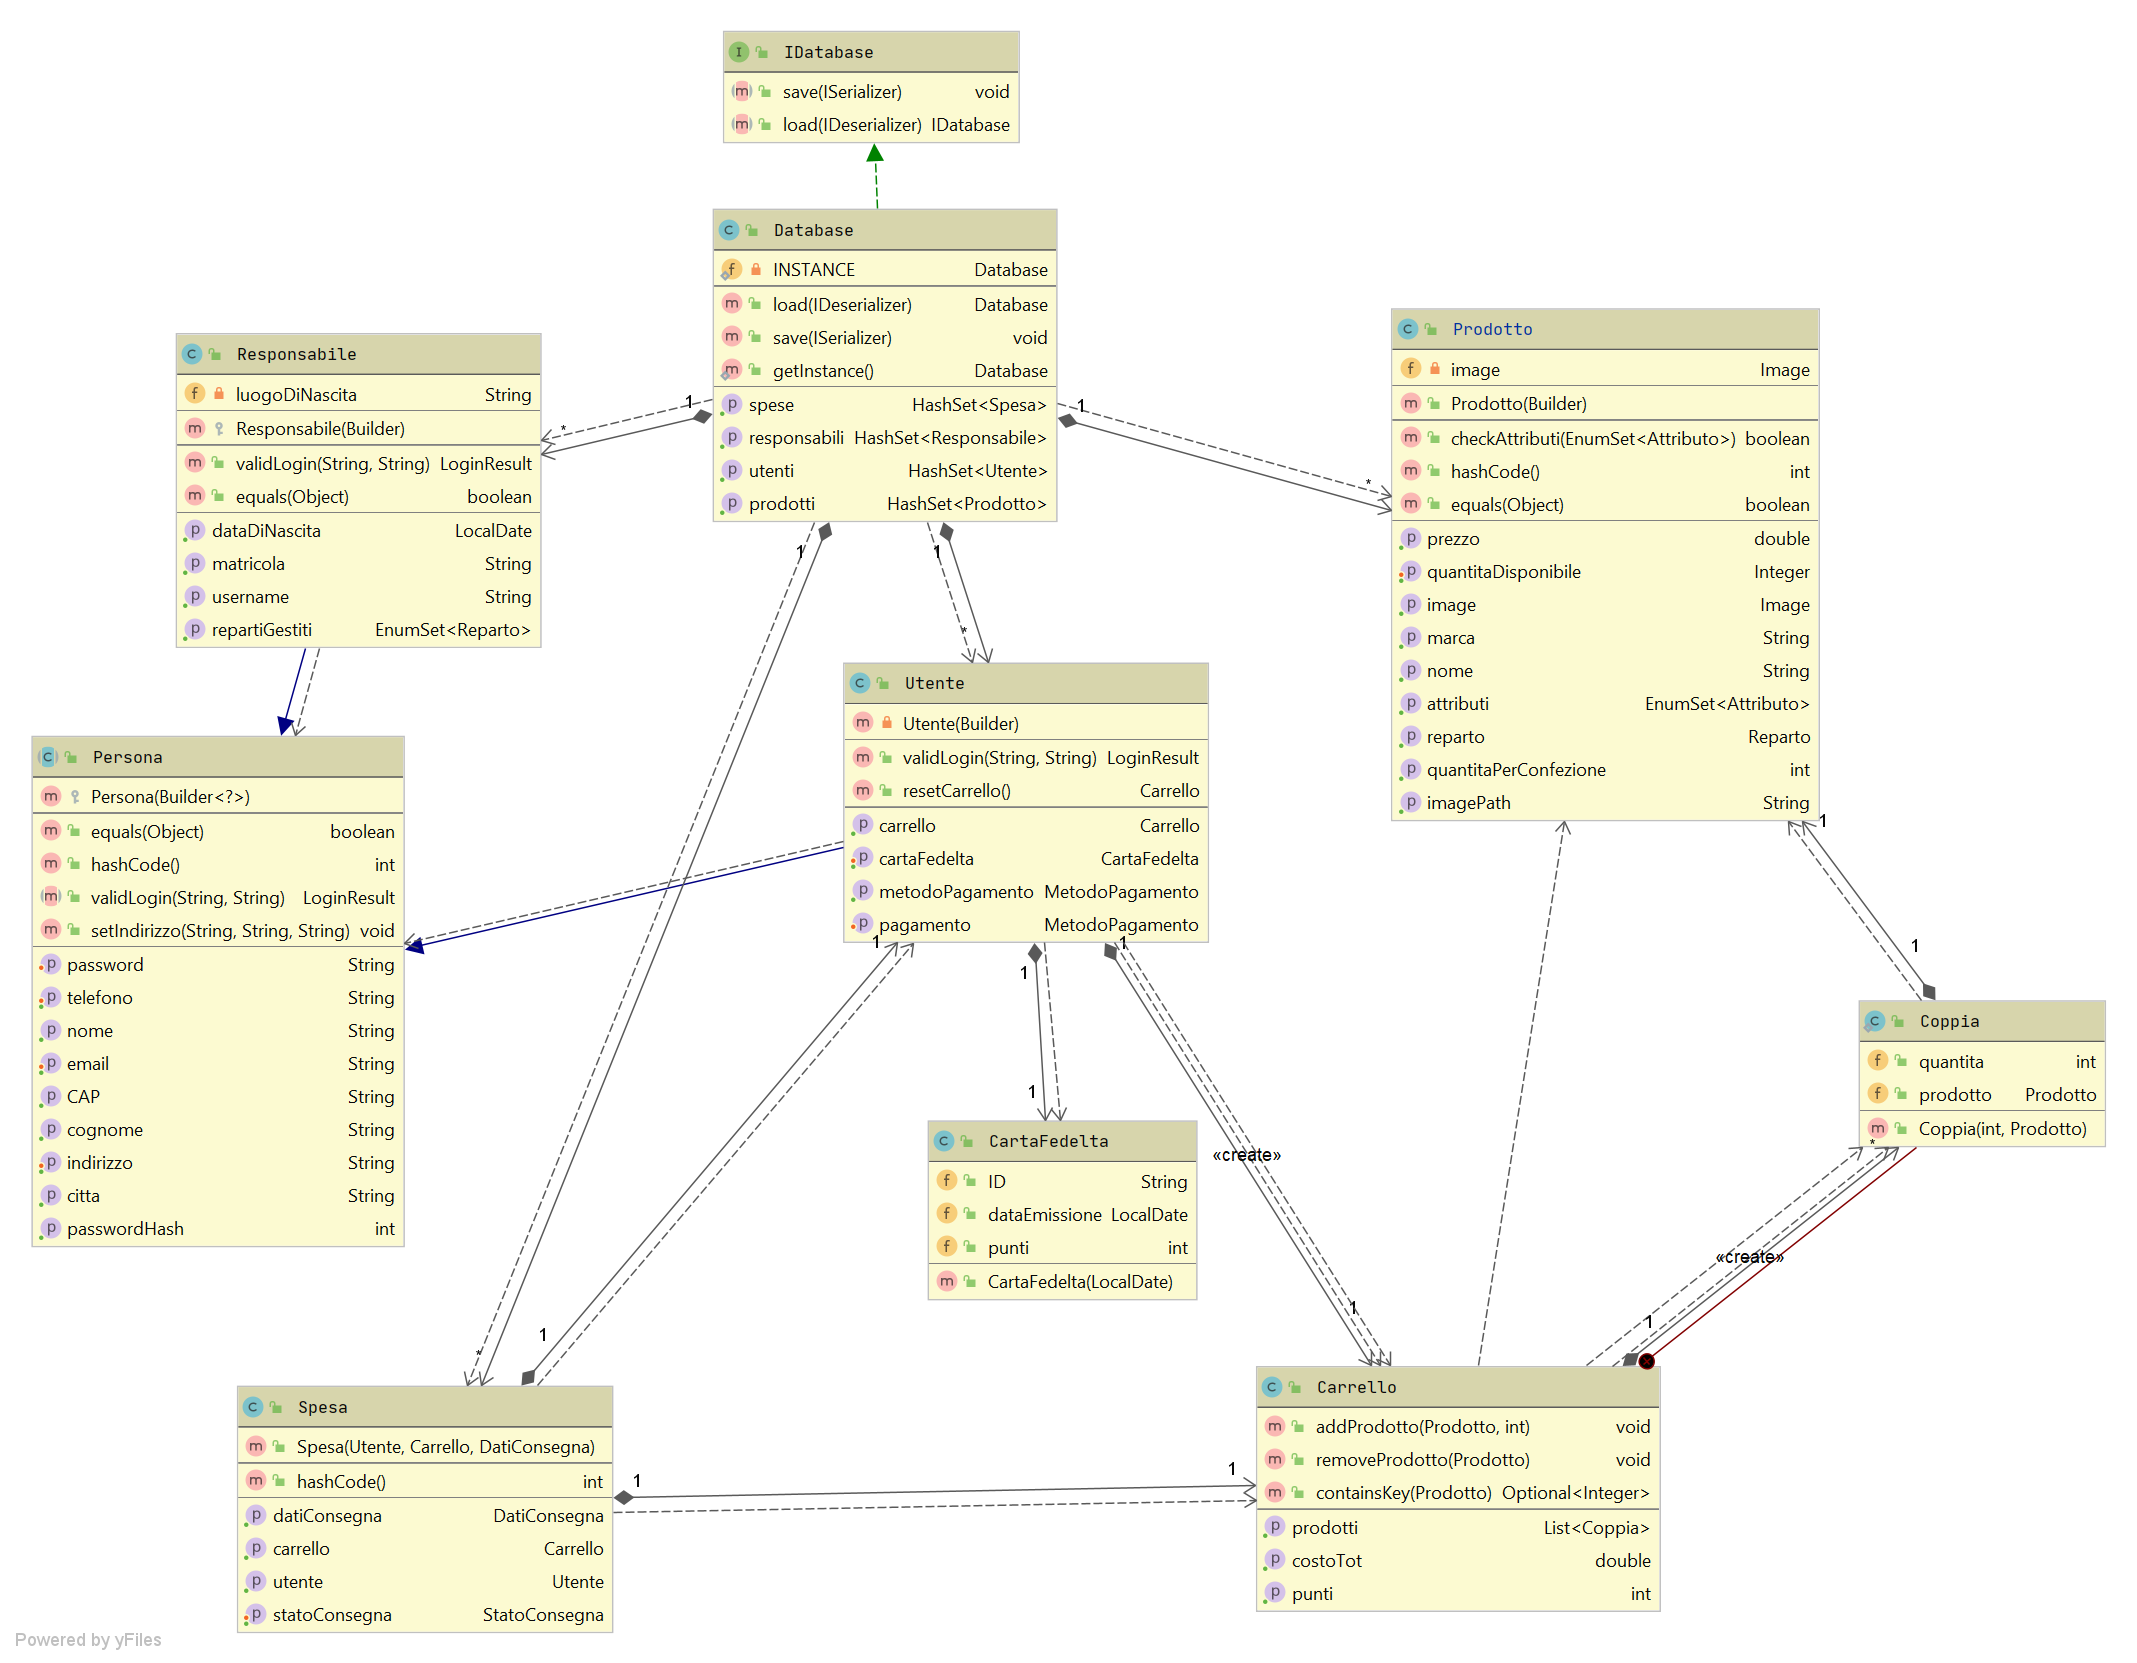 IDatabase
save(ISerializer) void
load(IDeserializer) IDatabase
Database
INSTANCE Database
load(IDeserializer) Database
save(ISerializer) void
getInstance() Database
spese HashSet<Spesa>
responsabili HashSet<Responsabile>
utenti HashSet<Utente>
prodotti HashSet<Prodotto>
Responsabile
luogoDiNascita String
Responsabile(Builder)
validLogin(String, String) LoginResult
equals(Object) boolean
dataDiNascita LocalDate
matricola String
username String
repartiGestiti EnumSet<Reparto>
1
*
1
*
1
*
1
*
Prodotto
image Image
Prodotto(Builder)
checkAttributi(EnumSet<Attributo>) boolean
hashCode() int
equals(Object) boolean
prezzo double
quantitaDisponibile Integer
image Image
marca String
nome String
attributi EnumSet<Attributo>
reparto Reparto
quantitaPerConfezione int
imagePath String
Utente
Utente(Builder)
validLogin(String, String) LoginResult
resetCarrello() Carrello
carrello Carrello
cartaFedelta CartaFedelta
metodoPagamento MetodoPagamento
pagamento MetodoPagamento
Persona
Persona(Builder<?>)
equals(Object) boolean
hashCode() int
validLogin(String, String) LoginResult
setIndirizzo(String, String, String) void
password String
telefono String
nome String
email String
CAP String
cognome String
indirizzo String
citta String
passwordHash int
1
1
1
1
1
1
1
1
Coppia
quantita int
prodotto Prodotto
Coppia(int, Prodotto)
*
CartaFedelta
ID String
dataEmissione LocalDate
punti int
CartaFedelta(LocalDate)
«create»
«create»
1
1
Spesa
Spesa(Utente, Carrello, DatiConsegna)
hashCode() int
datiConsegna DatiConsegna
carrello Carrello
utente Utente
statoConsegna StatoConsegna
1
1
Carrello
addProdotto(Prodotto, int) void
removeProdotto(Prodotto) void
containsKey(Prodotto) Optional<Integer>
prodotti List<Coppia>
costoTot double
punti int
Powered by yFiles